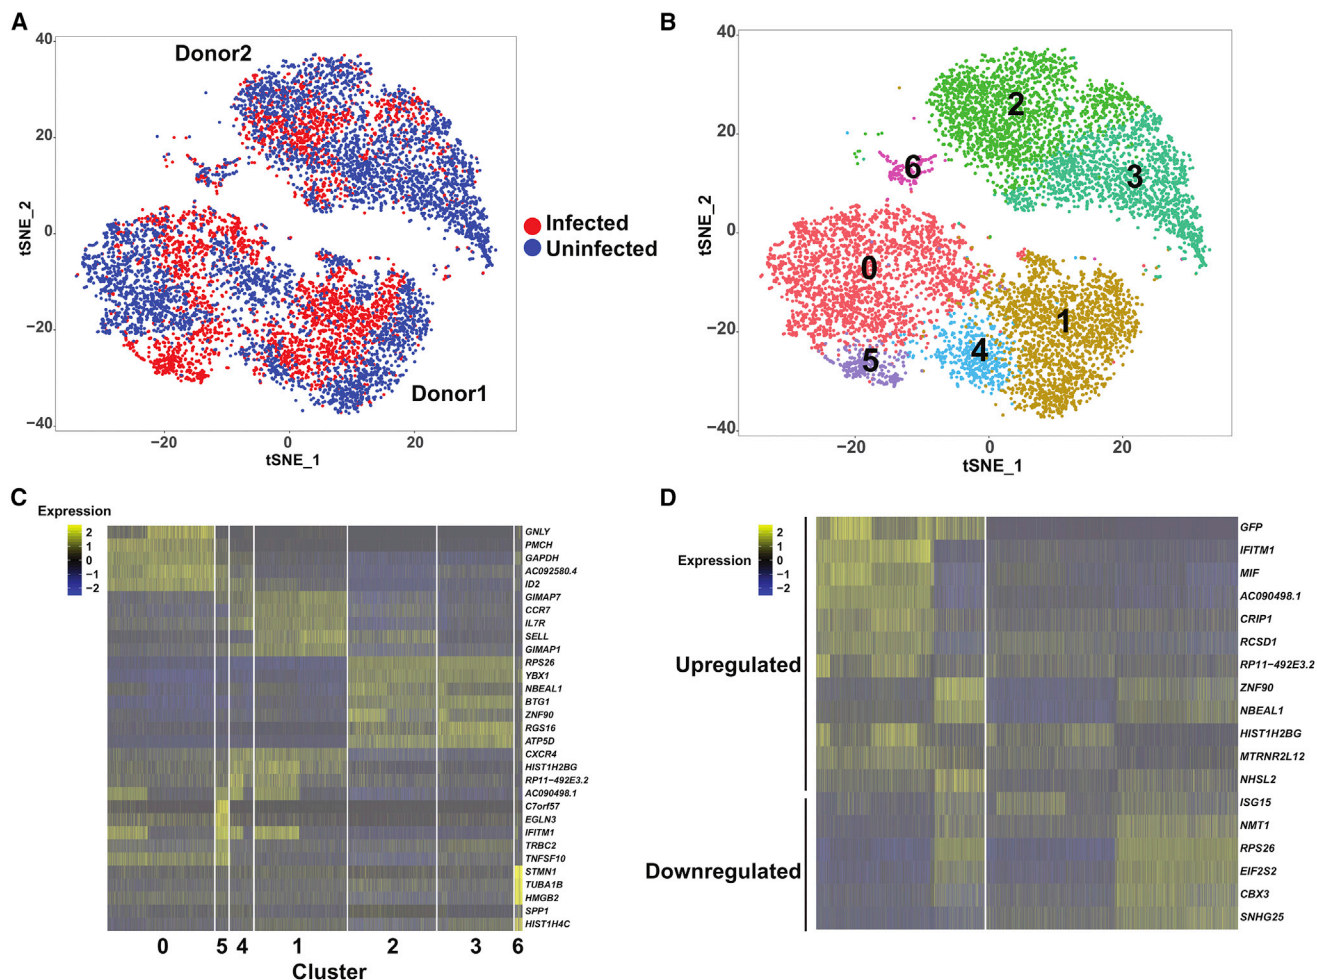 A
40
20
0
−20
−40
tSNE_2
Donor2
Donor1
−20
0
20
tSNE_1
Infected
Uninfected
B
40
20
0
−20
−40
tSNE_2
2
3
6
0
1
4
5
−20
0
20
tSNE_1
C
Expression
2
1
0
−1
−2
GNLY
PMCH
GAPDH
AC092580.4
ID2
GIMAP7
CCR7
IL7R
SELL
GIMAP1
RPS26
YBX1
NBEAL1
BTG1
ZNF90
RGS16
ATP5D
CXCR4
HIST1H2BG
RP11−492E3.2
AC090498.1
C7orf57
EGLN3
IFITM1
TRBC2
TNFSF10
STMN1
TUBA1B
HMGB2
SPP1
HIST1H4C
0 5 4 1 2 3 6
Cluster
D
Expression
2
1
0
−1
−2
Upregulated
Downregulated
GFP
IFITM1
MIF
AC090498.1
CRIP1
RCSD1
RP11−492E3.2
ZNF90
NBEAL1
HIST1H2BG
MTRNR2L12
NHSL2
ISG15
NMT1
RPS26
EIF2S2
CBX3
SNHG25